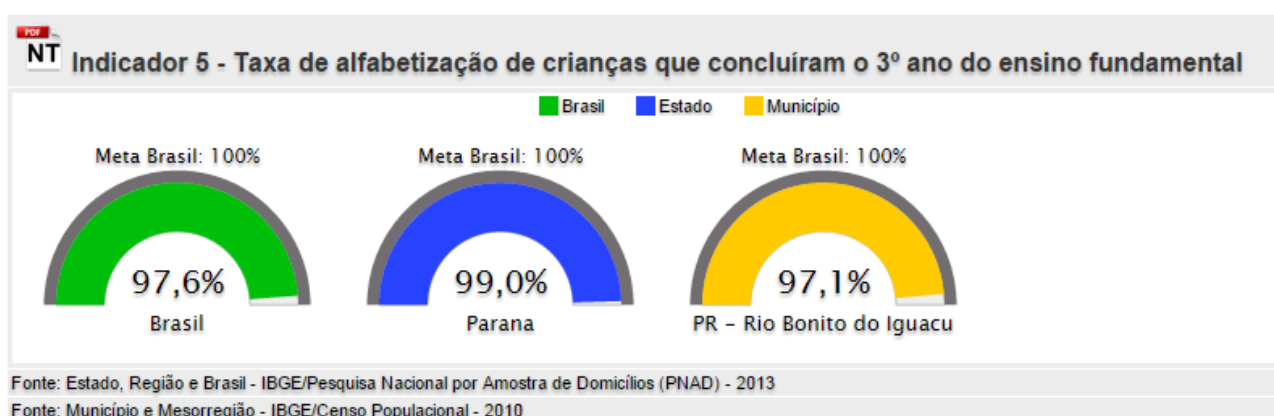 PDF
NT
Indicador 5 - Taxa de alfabetização de crianças que concluíram o 3º ano do ensino fundamental
Brasil Estado Município
Meta Brasil: 100% Meta Brasil: 100% Meta Brasil: 100%
97,6% 99,0% 97,1%
Brasil Parana PR - Rio Bonito do Iguacu
Fonte: Estado, Região e Brasil - IBGE/Pesquisa Nacional por Amostra de Domicílios (PNAD) - 2013
Fonte: Município e Mesorregião - IBGE/Censo Populacional - 2010